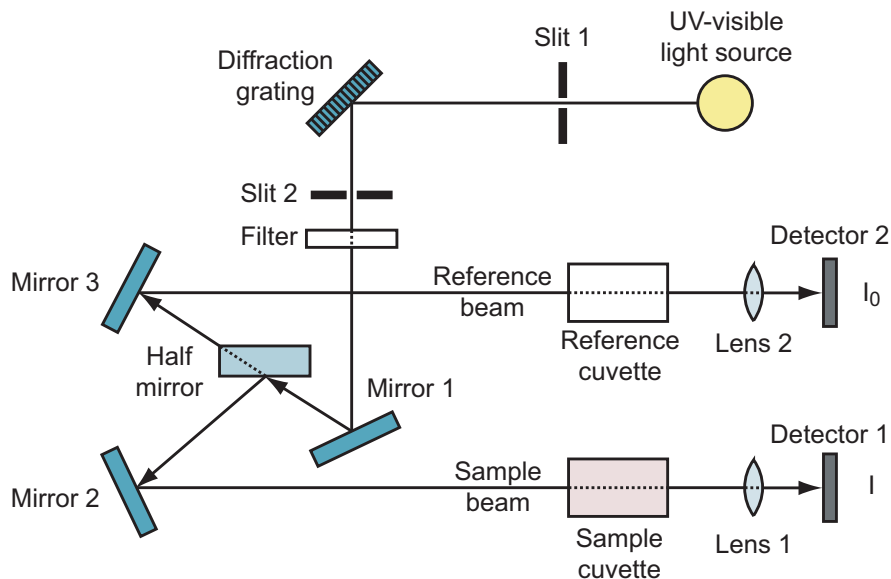 UV-visible
light source
Slit 1
Diffraction
grating
Slit 2
Filter
Detector 2
Mirror 3
Reference
beam
I₀
Half
mirror
Reference
cuvette
Lens 2
Mirror 1
Detector 1
Sample
beam
Mirror 2
I
Sample
cuvette
Lens 1